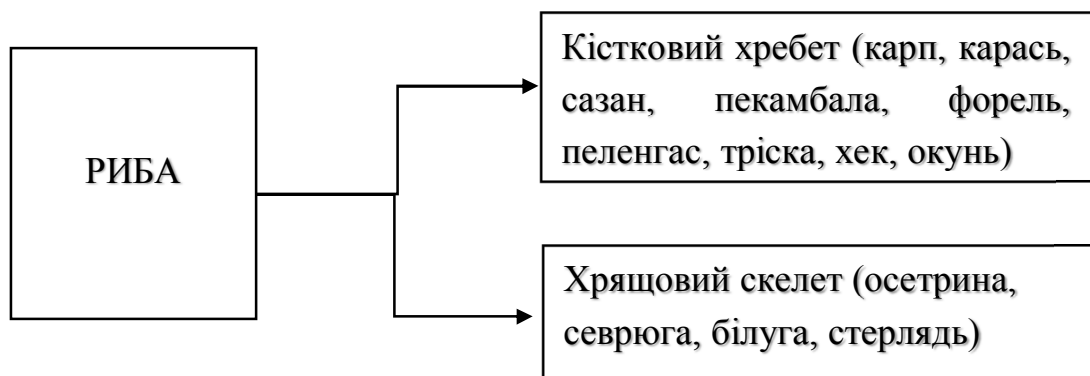 РИБА
Кістковий хребет (карп, карась,
сазан, пекамбала, форель,
пеленгас, тріска, хек, окунь)
Хрящовий скелет (осетрина,
севрюга, білуга, стерлядь)